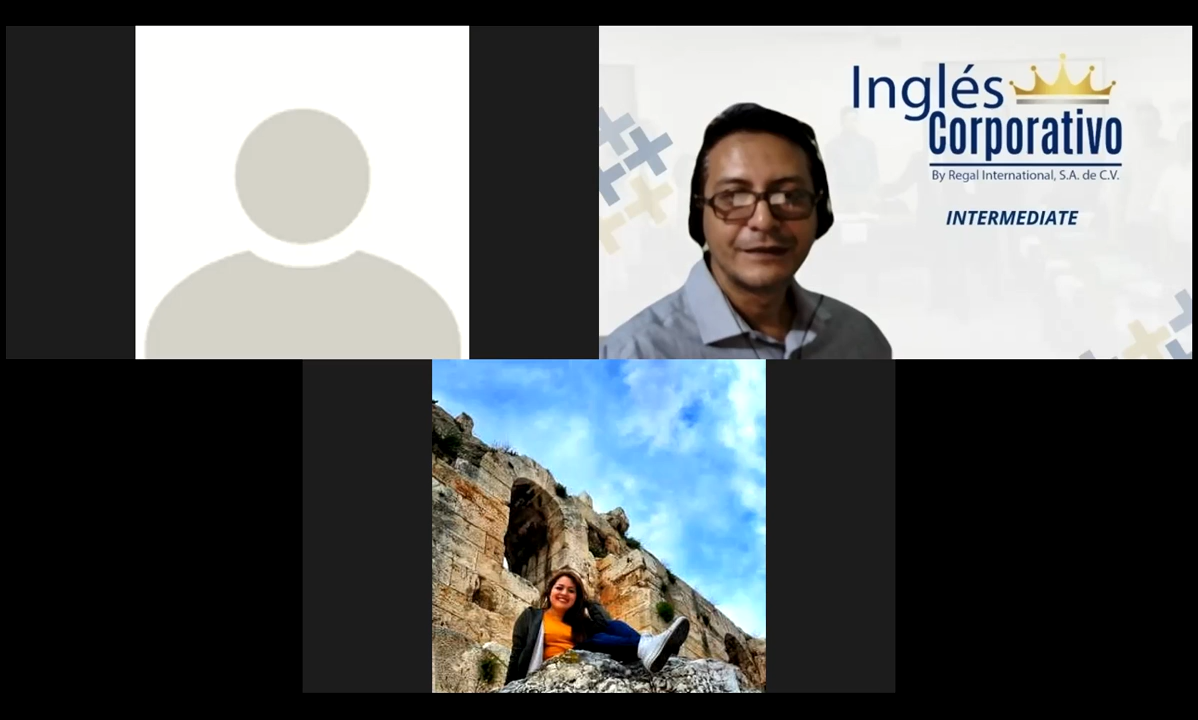 Inglés
Corporativo
By Regal International, S.A. de C.V.
INTERMEDIATE